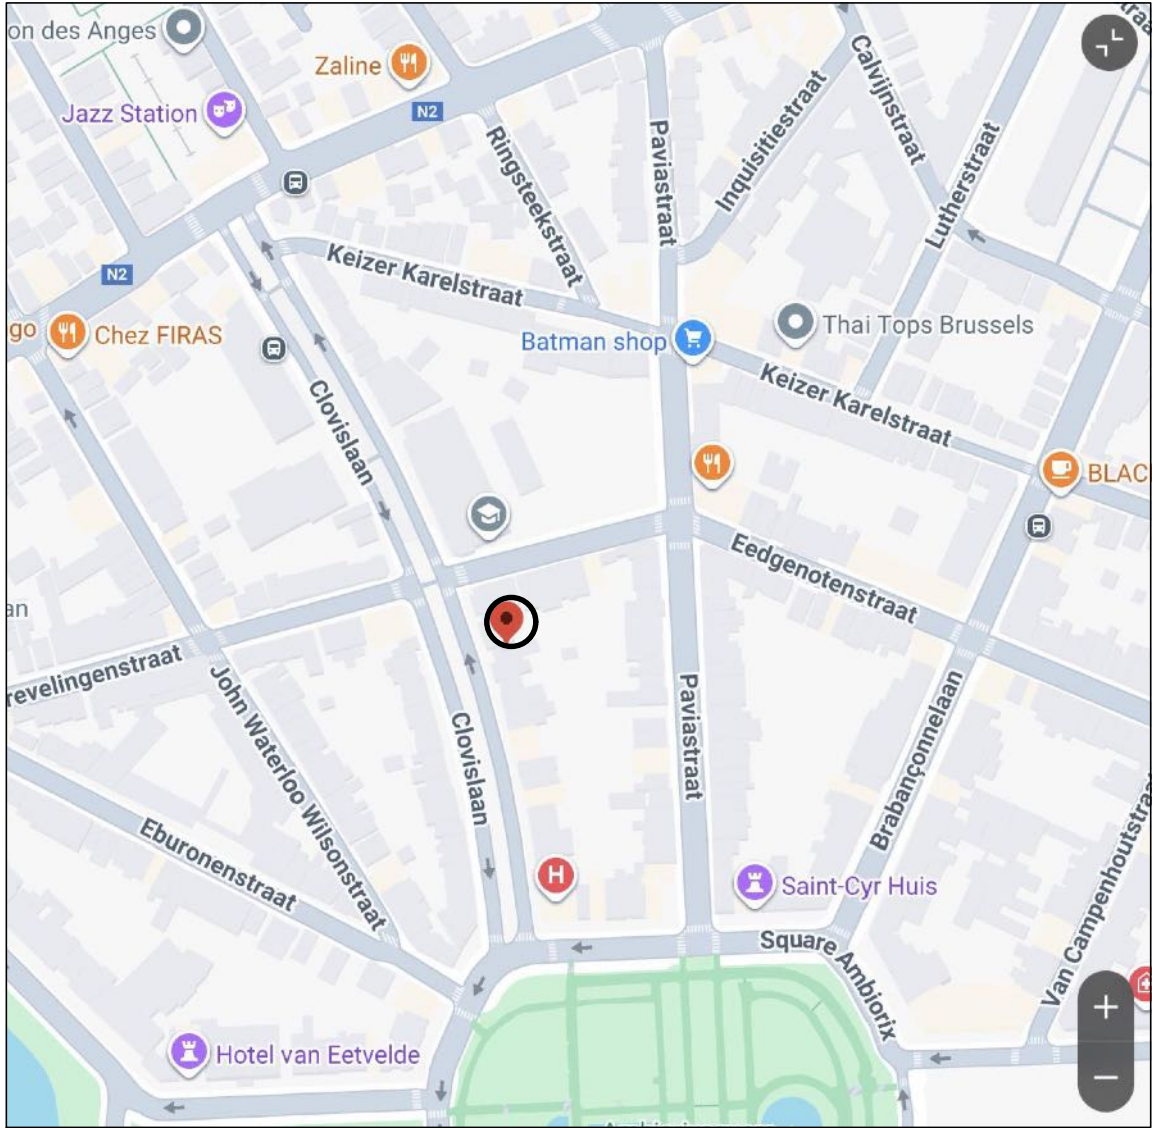 on des Anges
Zaline
Jazz Station
N2
Ringsteekstraat
Paviastraat
Inquisitiestraat
Calvijnstraat
Lutherstraat
N2
Keizer Karelstraat
go
Chez FIRAS
Batman shop
Thai Tops Brussels
Clovislaan
Keizer Karelstraat
BLAC
Eedgenotenstraat
an
revelingenstraat
John Waterloo Wilsonstraat
Clovislaan
Paviastraat
Brabançonnelaan
Van Campenhoutstraa
Eburonenstraat
H
Saint-Cyr Huis
Square Ambiorix
Hotel van Eetvelde
+
−